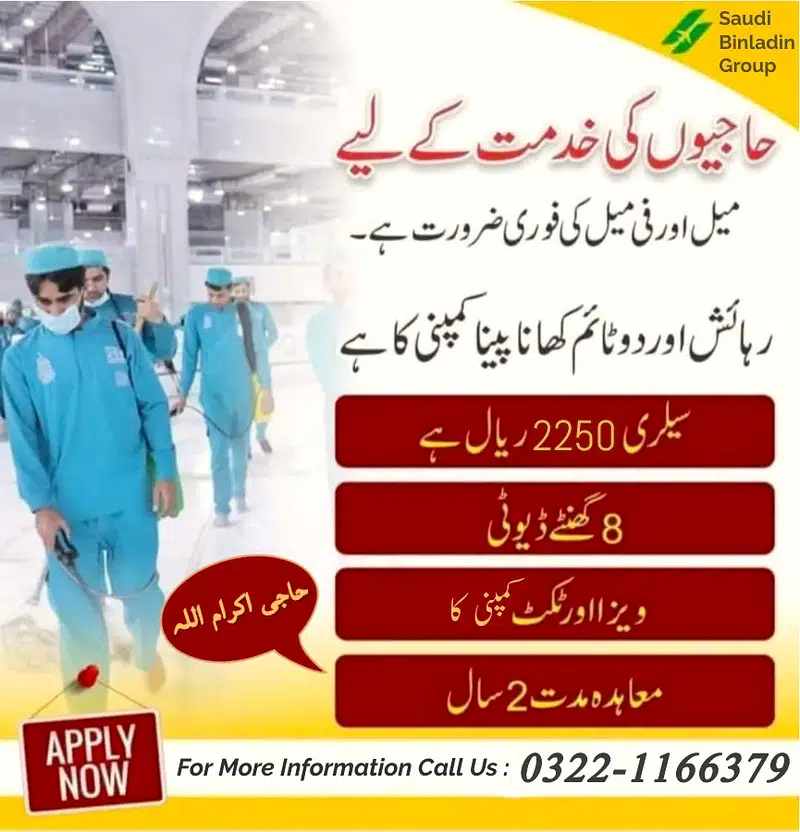 Saudi
Binladin
Group
حاجیوں کی خدمت کے لیے
میل اور فی میل کی فوری ضرورت ہے۔
رہائش اور دو ٹائم کھانا پینا کمپنی کا ہے
سیلری 2250 ریال ہے
8 گھنٹے ڈیوٹی
ویزا اور ٹکٹ کمپنی کا
معاہدہ مدت 2 سال
حاجی اکرام اللہ
APPLY
NOW
For More Information Call Us : 0322-1166379